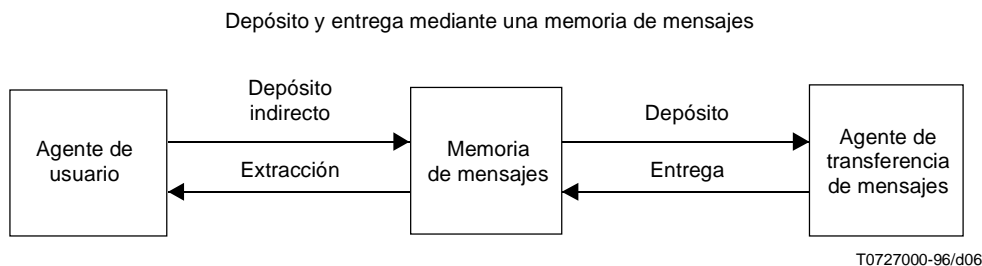 Depósito y entrega mediante una memoria de mensajes
Depósito
indirecto
Depósito
Agente de
usuario
Memoria
de mensajes
Agente de
transferencia
de mensajes
Extracción
Entrega
T0727000-96/d06